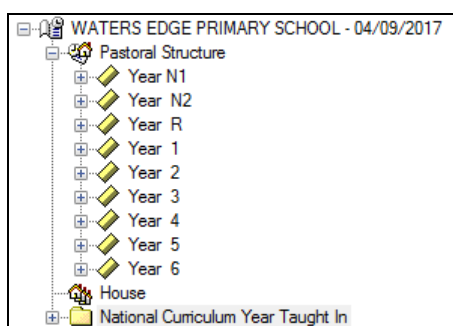 WATERS EDGE PRIMARY SCHOOL - 04/09/2017
Pastoral Structure
Year N1
Year N2
Year R
Year 1
Year 2
Year 3
Year 4
Year 5
Year 6
House
National Curriculum Year Taught In